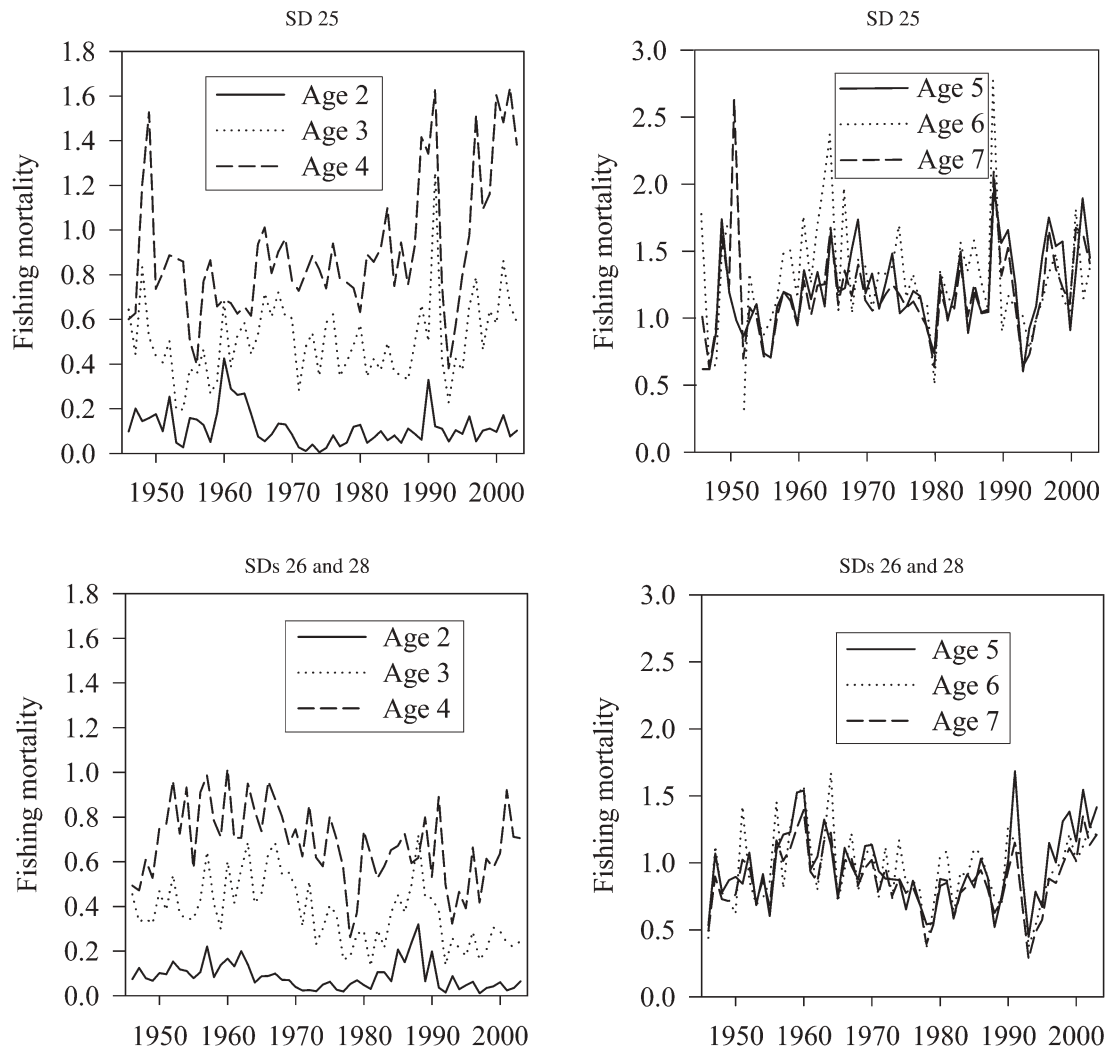 SD 25
1.8
1.6
1.4
1.2
1.0
0.8
0.6
0.4
0.2
0.0
Fishing mortality
Age 2
Age 3
Age 4
1950 1960 1970 1980 1990 2000
SD 25
3.0
2.5
2.0
1.5
1.0
0.5
0.0
Fishing mortality
Age 5
Age 6
Age 7
1950 1960 1970 1980 1990 2000
SDs 26 and 28
1.8
1.6
1.4
1.2
1.0
0.8
0.6
0.4
0.2
0.0
Fishing mortality
Age 2
Age 3
Age 4
1950 1960 1970 1980 1990 2000
SDs 26 and 28
3.0
2.5
2.0
1.5
1.0
0.5
0.0
Fishing mortality
Age 5
Age 6
Age 7
1950 1960 1970 1980 1990 2000